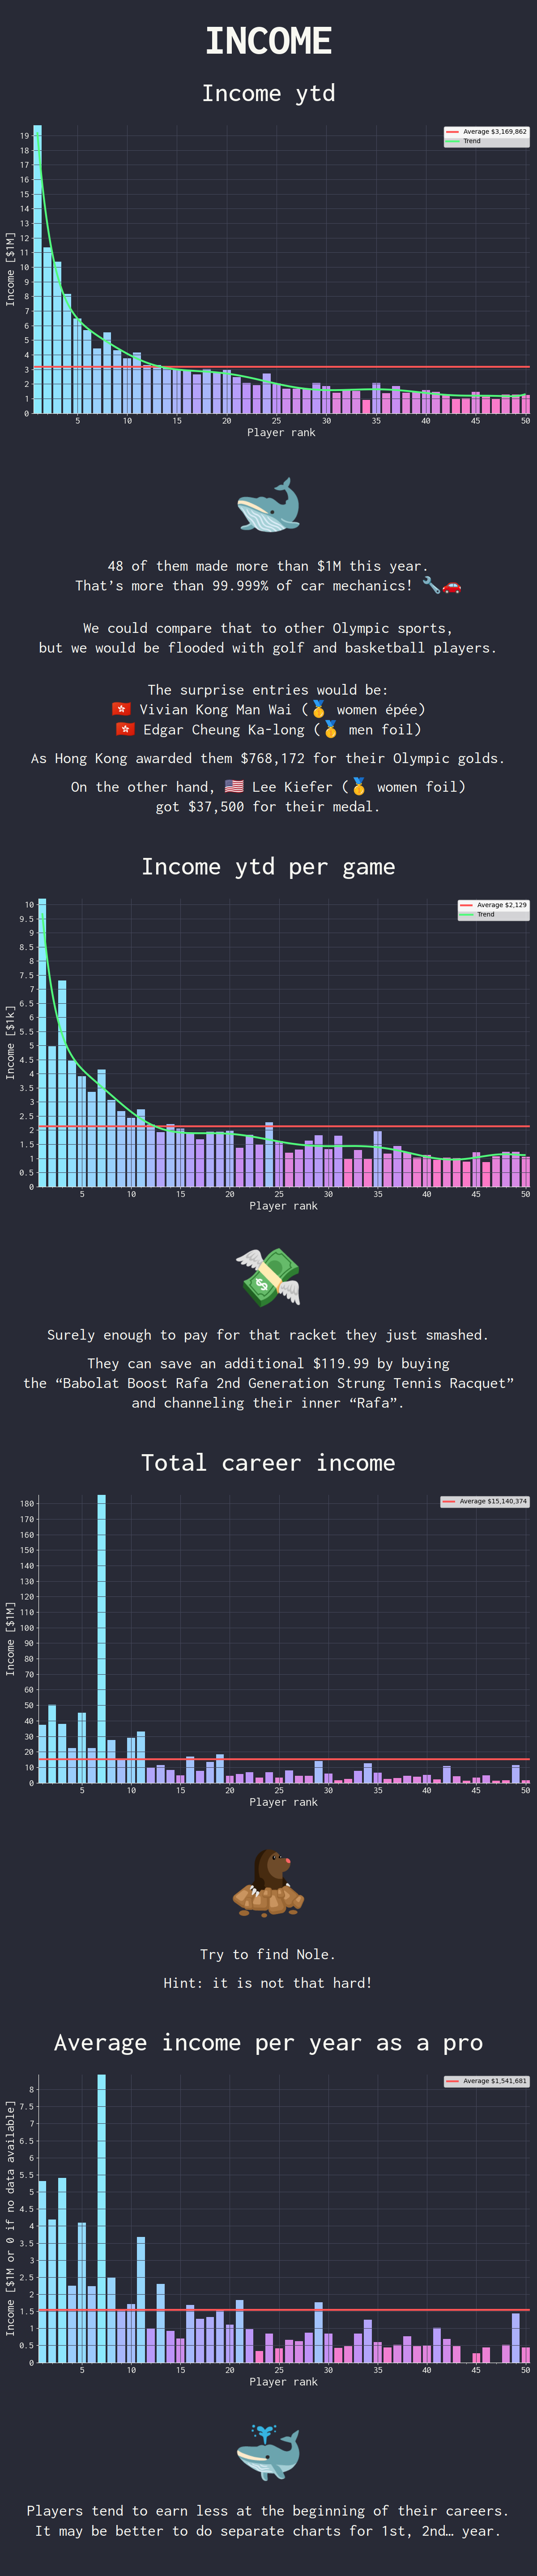 INCOME
Income ytd
Average $3,169,862
Trend
19
18
17
16
15
14
13
12
11
10
9
8
7
6
5
4
3
2
1
0
Income [$1M]
5 10 15 20 25 30 35 40 45 50
Player rank
48 of them made more than $1M this year.
That's more than 99.999% of car mechanics! 🔧🚗
We could compare that to other Olympic sports,
but we would be flooded with golf and basketball players.
The surprise entries would be:
🇭🇰 Vivian Kong Man Wai (🥇 women épée)
🇭🇰 Edgar Cheung Ka-long (🥇 men foil)
As Hong Kong awarded them $768,172 for their Olympic golds.
On the other hand, 🇺🇸 Lee Kiefer (🥇 women foil)
got $37,500 for their medal.
Income ytd per game
Average $2,129
Trend
10
9.5
9
8.5
8
7.5
7
6.5
6
5.5
5
4.5
4
3.5
3
2.5
2
1.5
1
0.5
0
Income [$1k]
5 10 15 20 25 30 35 40 45 50
Player rank
Surely enough to pay for that racket they just smashed.
They can save an additional $119.99 by buying
the “Babolat Boost Rafa 2nd Generation Strung Tennis Racquet”
and channeling their inner “Rafa”.
Total career income
Average $15,140,374
180
170
160
150
140
130
120
110
100
90
80
70
60
50
40
30
20
10
0
Income [$1M]
5 10 15 20 25 30 35 40 45 50
Player rank
Try to find Nole.
Hint: it is not that hard!
Average income per year as a pro
Average $1,541,681
8
7.5
7
6.5
6
5.5
5
4.5
4
3.5
3
2.5
2
1.5
1
0.5
0
Income [$1M or 0 if no data available]
5 10 15 20 25 30 35 40 45 50
Player rank
Players tend to earn less at the beginning of their careers.
It may be better to do separate charts for 1st, 2nd… year.